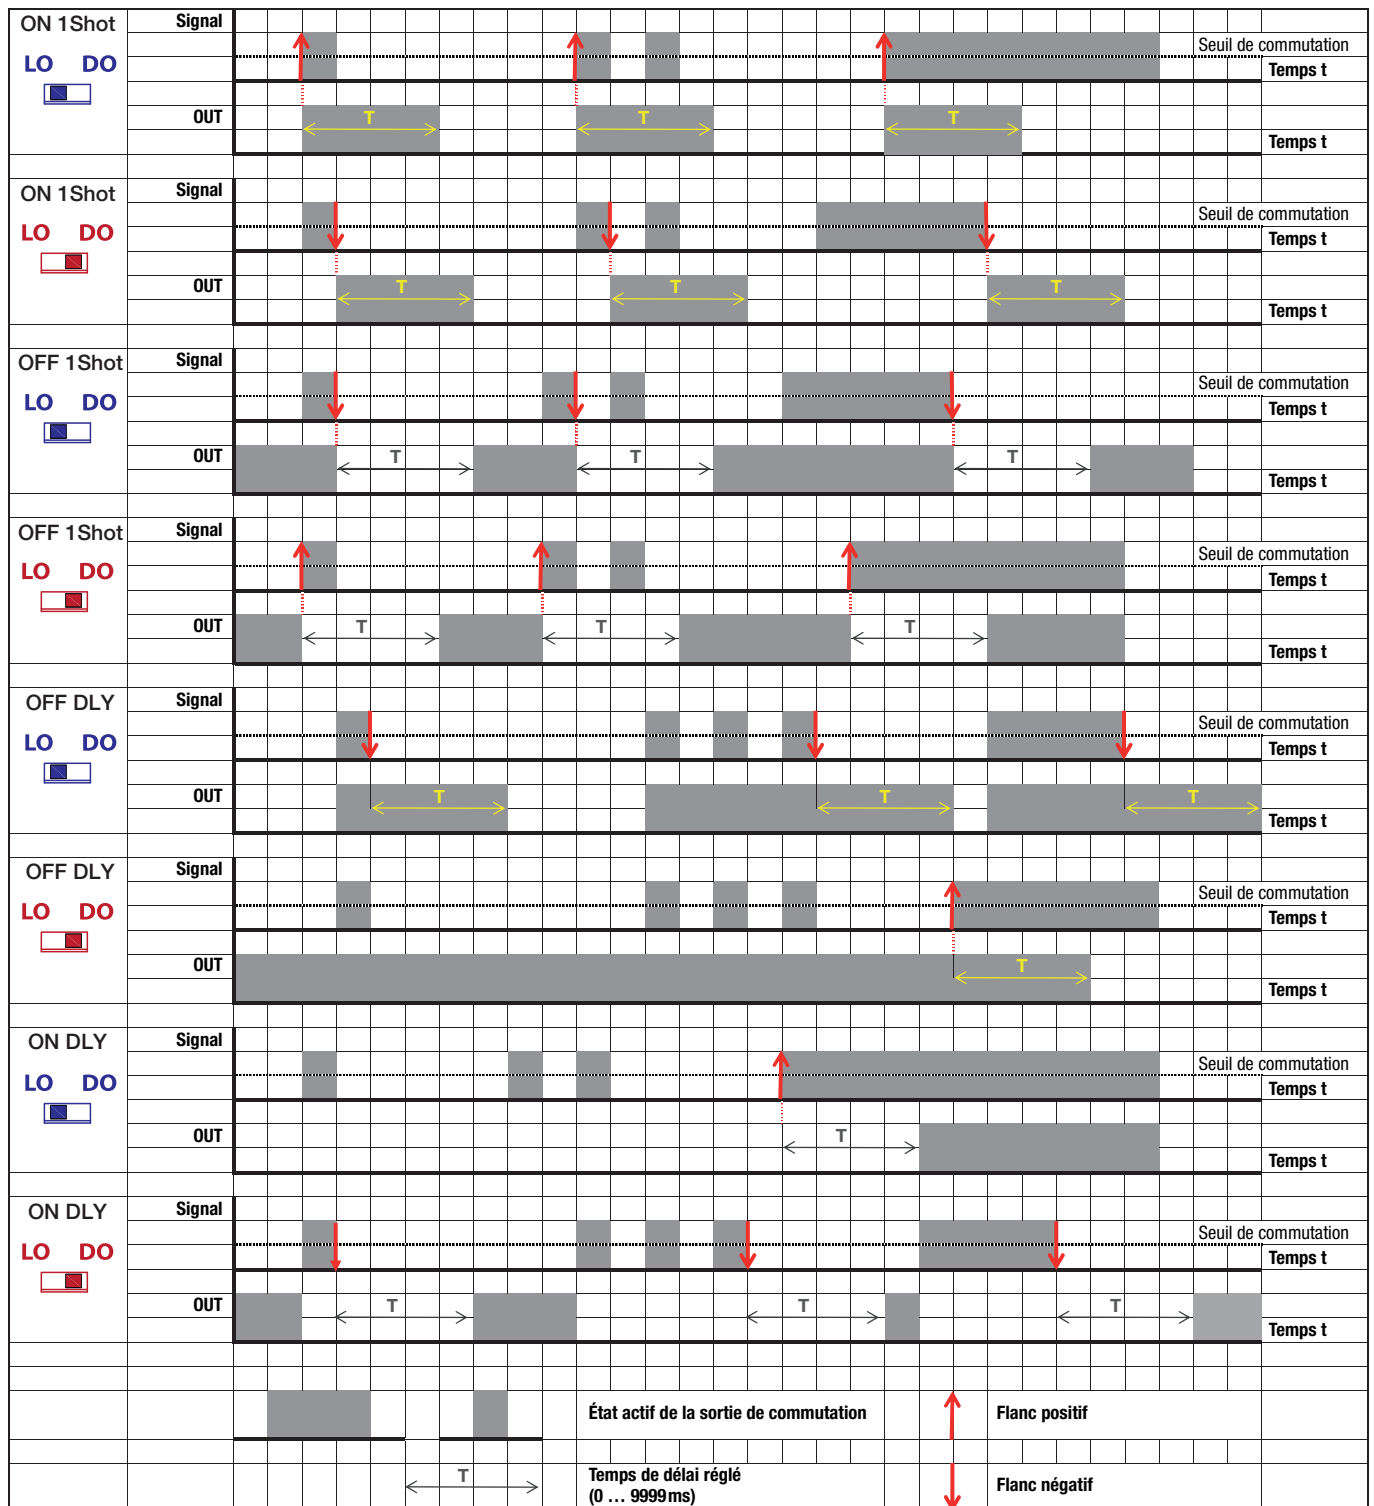 ON 1Shot Signal
Seuil de commutation
LO DO Temps t
OUT T T T
Temps t
ON 1Shot Signal
Seuil de commutation
LO DO Temps t
OUT T T T
Temps t
OFF 1Shot Signal
Seuil de commutation
LO DO Temps t
OUT T T T
Temps t
OFF 1Shot Signal
Seuil de commutation
LO DO Temps t
OUT T T T
Temps t
OFF DLY Signal
Seuil de commutation
LO DO Temps t
OUT T T T
Temps t
OFF DLY Signal
Seuil de commutation
LO DO Temps t
OUT T
Temps t
ON DLY Signal
Seuil de commutation
LO DO Temps t
OUT T
Temps t
ON DLY Signal
Seuil de commutation
LO DO Temps t
OUT T T T
Temps t
État actif de la sortie de commutation Flanc positif
T Temps de délai réglé
(0 … 9999 ms) Flanc négatif